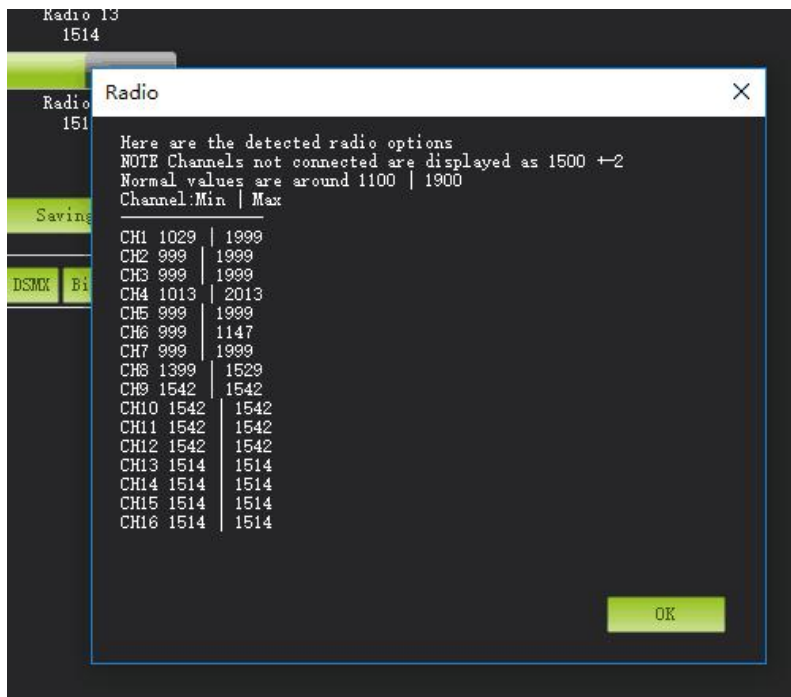 Radio 13
1514
Radio
151
Saving
DSMX
Bi
Radio
Here are the detected radio options
NOTE Channels not connected are displayed as 1500 +-2
Normal values are around 1100 | 1900
Channel:Min | Max
CH1 1029 | 1999
CH2 999 | 1999
CH3 999 | 1999
CH4 1013 | 2013
CH5 999 | 1999
CH6 999 | 1147
CH7 999 | 1999
CH8 1399 | 1529
CH9 1542 | 1542
CH10 1542 | 1542
CH11 1542 | 1542
CH12 1542 | 1542
CH13 1514 | 1514
CH14 1514 | 1514
CH15 1514 | 1514
CH16 1514 | 1514
OK